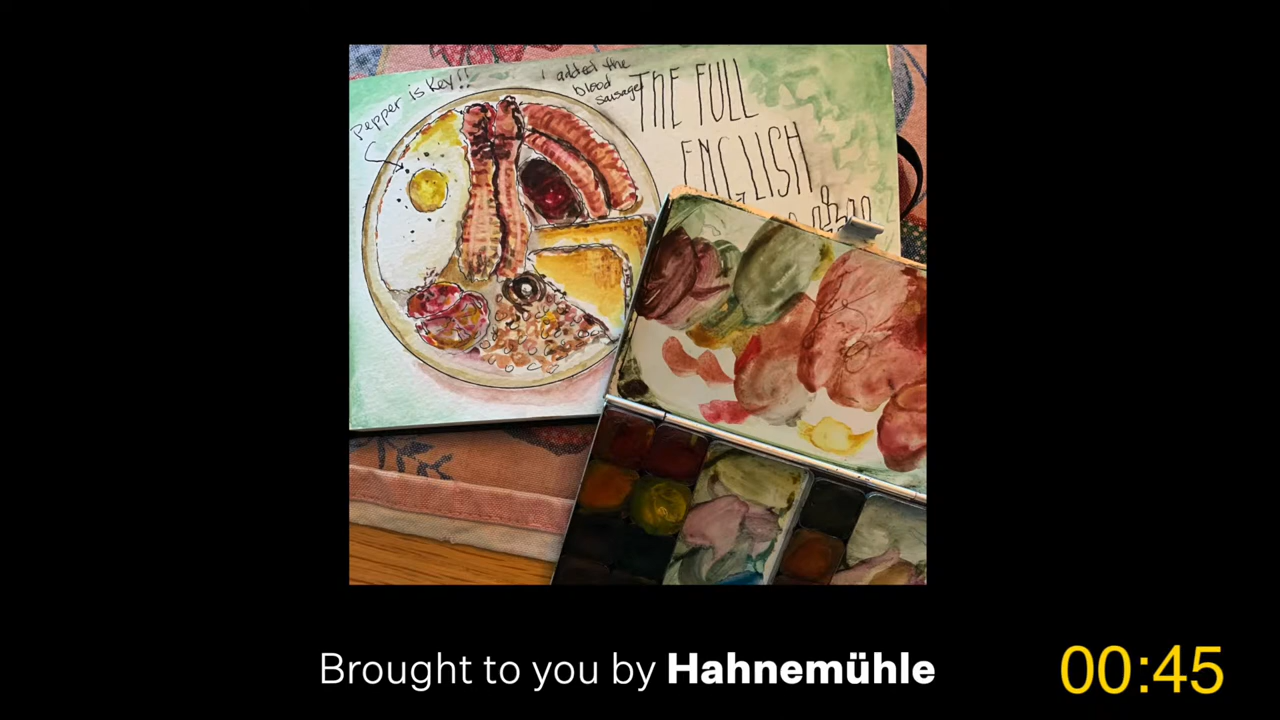 Pepper is Key!!
I added the
blood
sausage!
THE FULL
ENGLISH
Brought to you by Hahnemühle
00:45